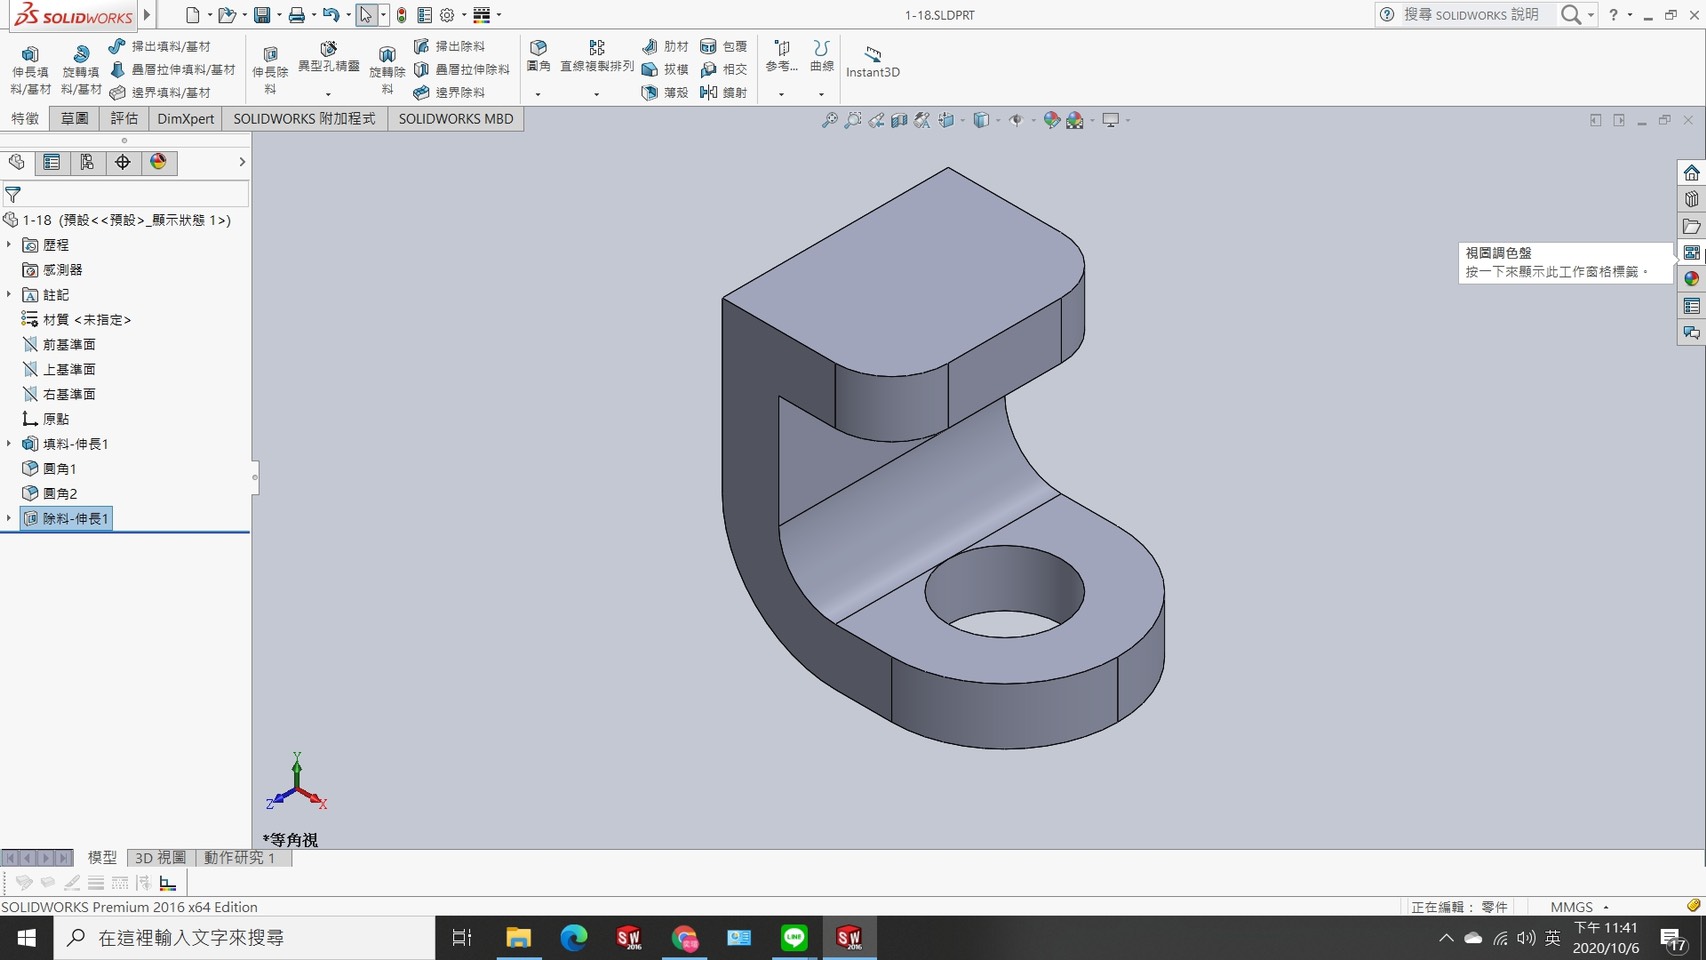 SOLIDWORKS
1-18.SLDPRT
搜尋 SOLIDWORKS 說明
伸長填料/基材
旋轉填料/基材
掃出填料/基材
疊層拉伸填料/基材
邊界填料/基材
伸長除料
異型孔精靈
旋轉除料
掃出除料
疊層拉伸除料
邊界除料
圓角
直線複製排列
肋材
拔模
薄殼
包覆
相交
鏡射
參考...
曲線
Instant3D
特徵
草圖
評估
DimXpert
SOLIDWORKS 附加程式
SOLIDWORKS MBD
1-18 (預設<<預設>_顯示狀態 1>)
歷程
感測器
註記
材質 <未指定>
前基準面
上基準面
右基準面
原點
填料-伸長1
圓角1
圓角2
除料-伸長1
視圖調色盤
按一下來顯示此工作窗格標籤。
Y
Z
X
*等角視
模型
3D 視圖
動作研究 1
SOLIDWORKS Premium 2016 x64 Edition
正在編輯： 零件
MMGS
在這裡輸入文字來搜尋
SW 2016
LINE
SW 2016
英
下午 11:41
2020/10/6
17